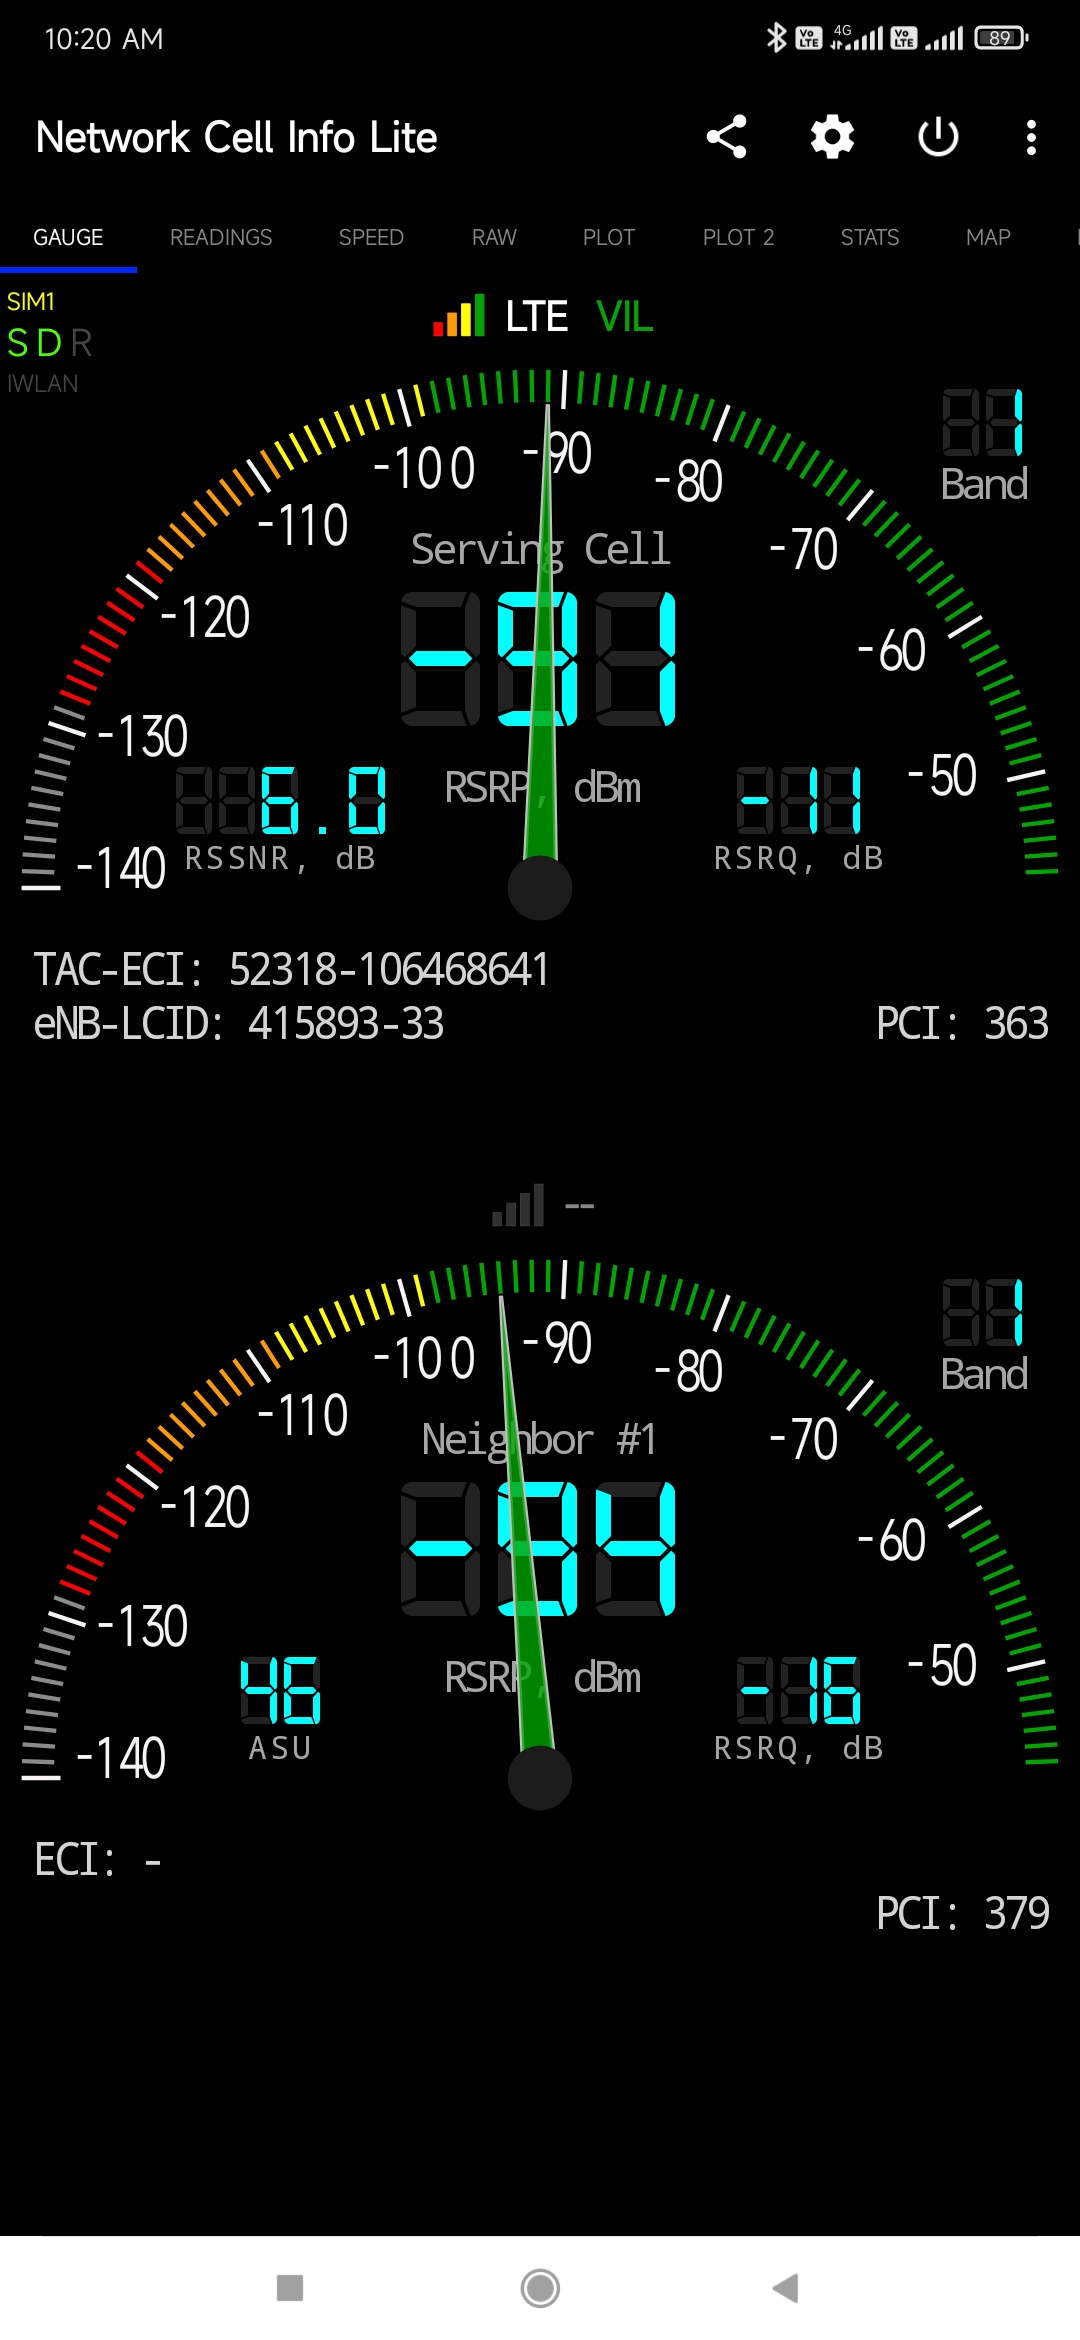 10:20 AM
Vo LTE 4G Vo LTE 89
Network Cell Info Lite
GAUGE READINGS SPEED RAW PLOT PLOT 2 STATS MAP
SIM1
S D R
IWLAN
LTE VIL
1
Band
-140 -130 -120 -110 -100 -90 -80 -70 -60 -50
Serving Cell
-91
RSRP, dBm
6.0
RSSNR, dB
-11
RSRQ, dB
TAC-ECI: 52318-106468641
eNB-LCID: 415893-33
PCI: 363
--
1
Band
-140 -130 -120 -110 -100 -90 -80 -70 -60 -50
Neighbor #1
-94
RSRP, dBm
46
ASU
-16
RSRQ, dB
ECI: -
PCI: 379